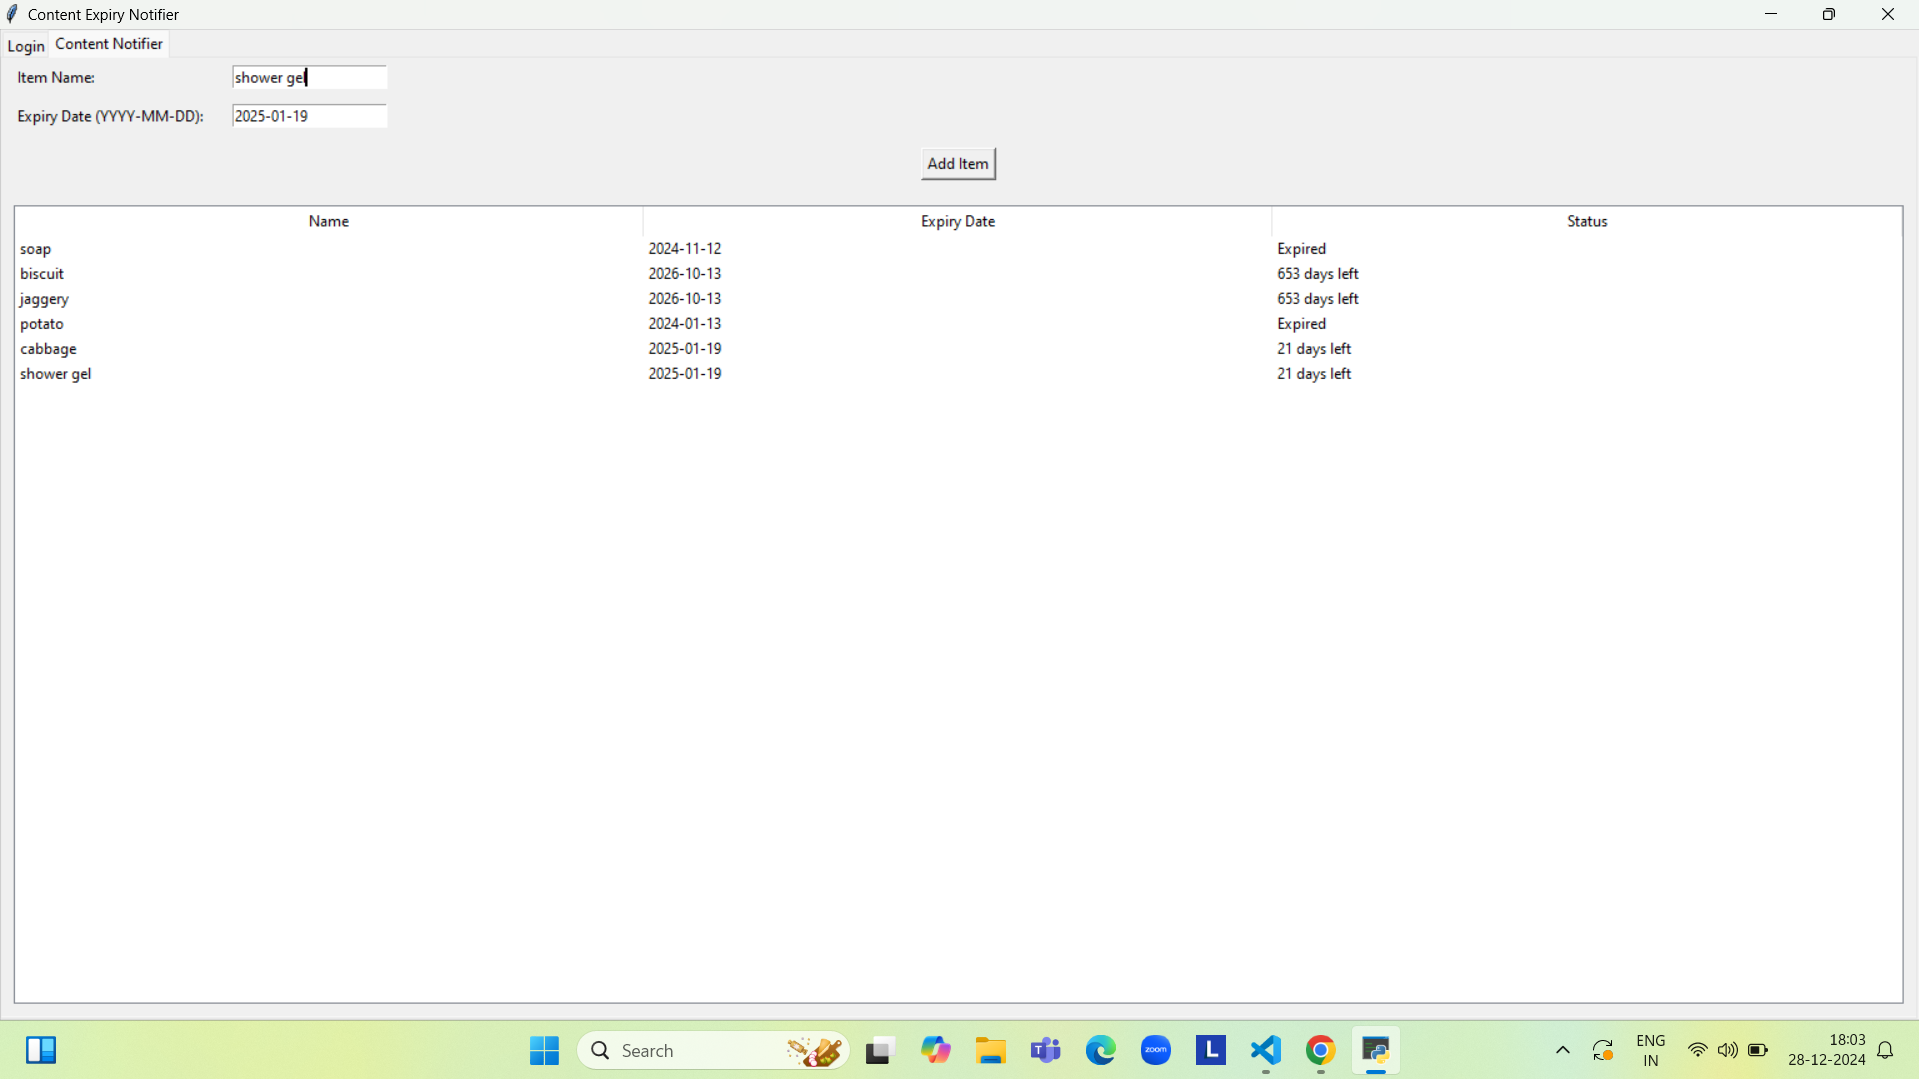 Content Expiry Notifier
Login Content Notifier
Item Name: shower gel
Expiry Date (YYYY-MM-DD): 2025-01-19
Add Item
Name Expiry Date Status
soap 2024-11-12 Expired
biscuit 2026-10-13 653 days left
jaggery 2026-10-13 653 days left
potato 2024-01-13 Expired
cabbage 2025-01-19 21 days left
shower gel 2025-01-19 21 days left
Search zoom L ENG 18:03
IN 28-12-2024